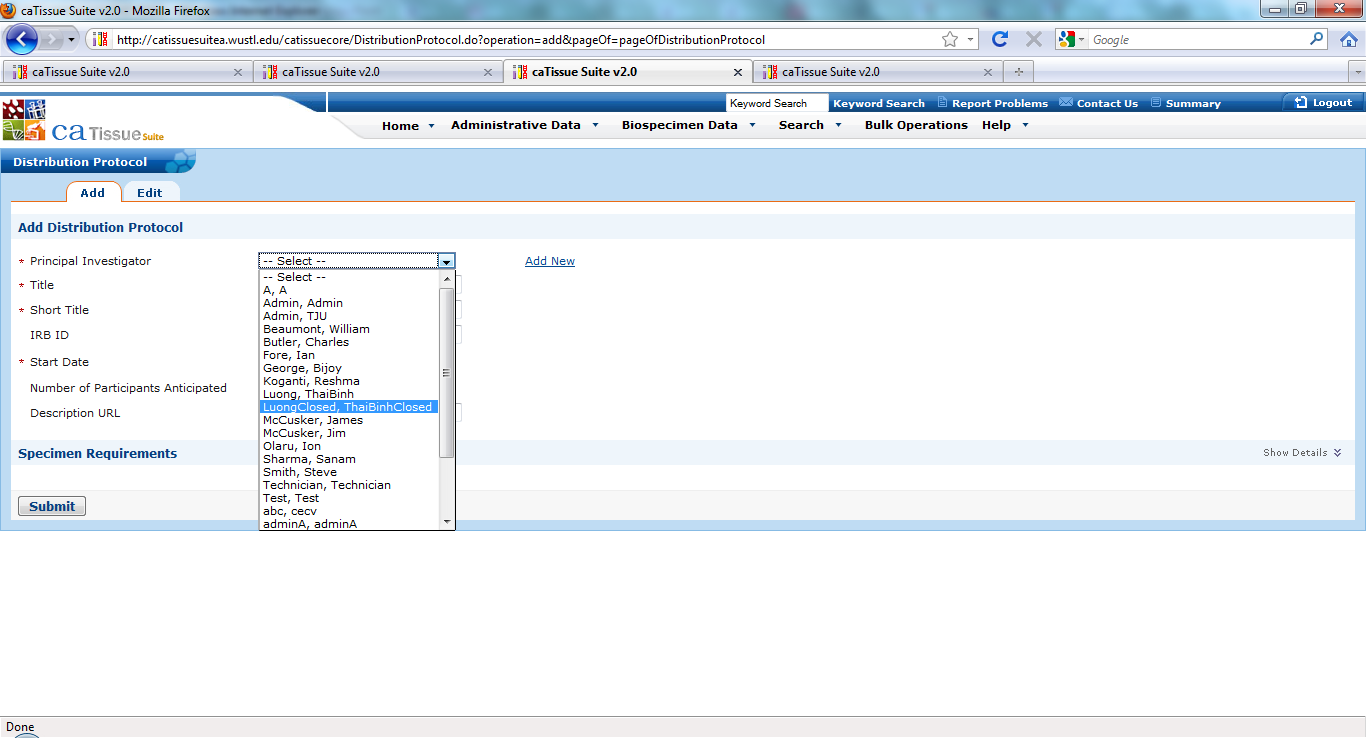 caTissue Suite v2.0 - Mozilla Firefox
http://catissuesuitea.wustl.edu/catissuecore/DistributionProtocol.do?operation=add&pageOf=pageOfDistributionProtocol
Google
caTissue Suite v2.0
caTissue Suite v2.0
caTissue Suite v2.0
caTissue Suite v2.0
Keyword Search Keyword Search Report Problems Contact Us Summary Logout
ca Tissue Suite
Home Administrative Data Biospecimen Data Search Bulk Operations Help
Distribution Protocol
Add Edit
Add Distribution Protocol
* Principal Investigator -- Select -- Add New
* Title
* Short Title
IRB ID
* Start Date
Number of Participants Anticipated
Description URL
-- Select --
A, A
Admin, Admin
Admin, TJU
Beaumont, William
Butler, Charles
Fore, Ian
George, Bijoy
Koganti, Reshma
Luong, ThaiBinh
LuongClosed, ThaiBinhClosed
McCusker, James
McCusker, Jim
Olaru, Ion
Sharma, Sanam
Smith, Steve
Technician, Technician
Test, Test
abc, cecv
adminA, adminA
Specimen Requirements Show Details
Submit
Done